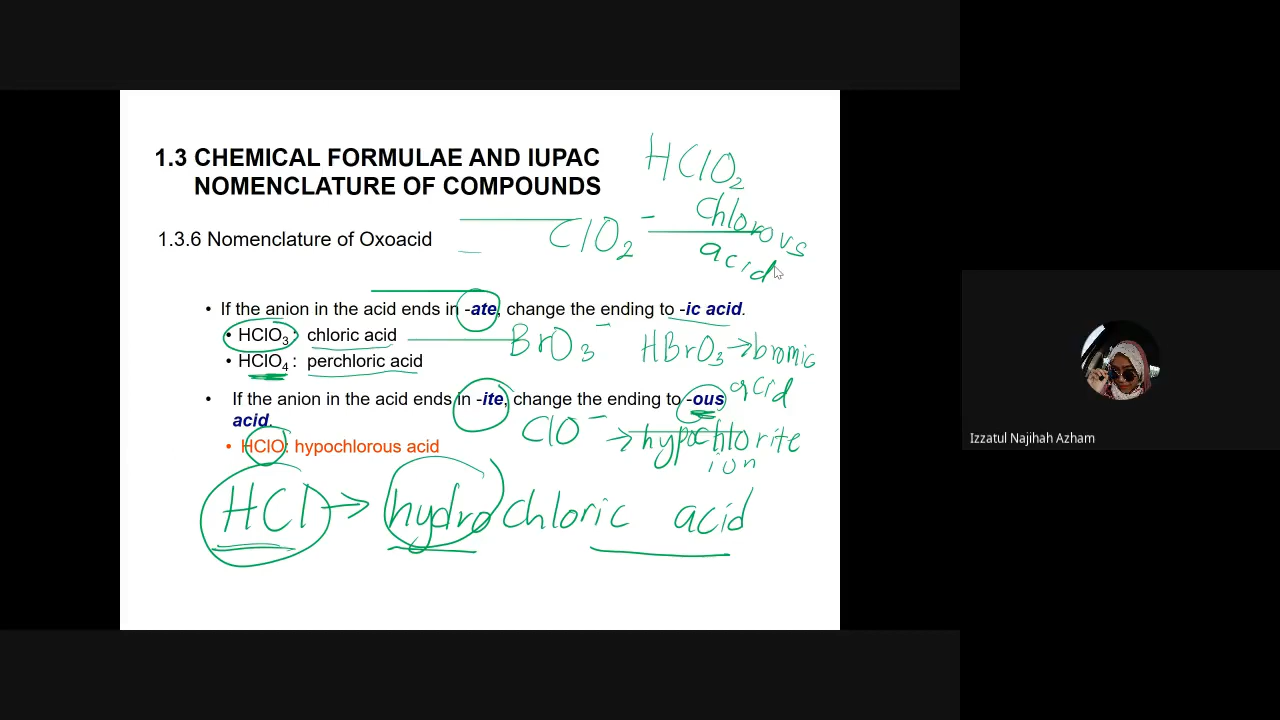 1.3 CHEMICAL FORMULAE AND IUPAC
NOMENCLATURE OF COMPOUNDS
HClO2
chlorous
acid
ClO2⁻
1.3.6 Nomenclature of Oxoacid
• If the anion in the acid ends in -ate, change the ending to -ic acid.
• HClO3 : chloric acid
BrO3⁻ HBrO3 → bromic
acid
• HClO4 : perchloric acid
• If the anion in the acid ends in -ite, change the ending to -ous
acid.
ClO⁻ → hypochlorite
ion
• HClO: hypochlorous acid
HCl → hydrochloric acid
Izzatul Najihah Azham